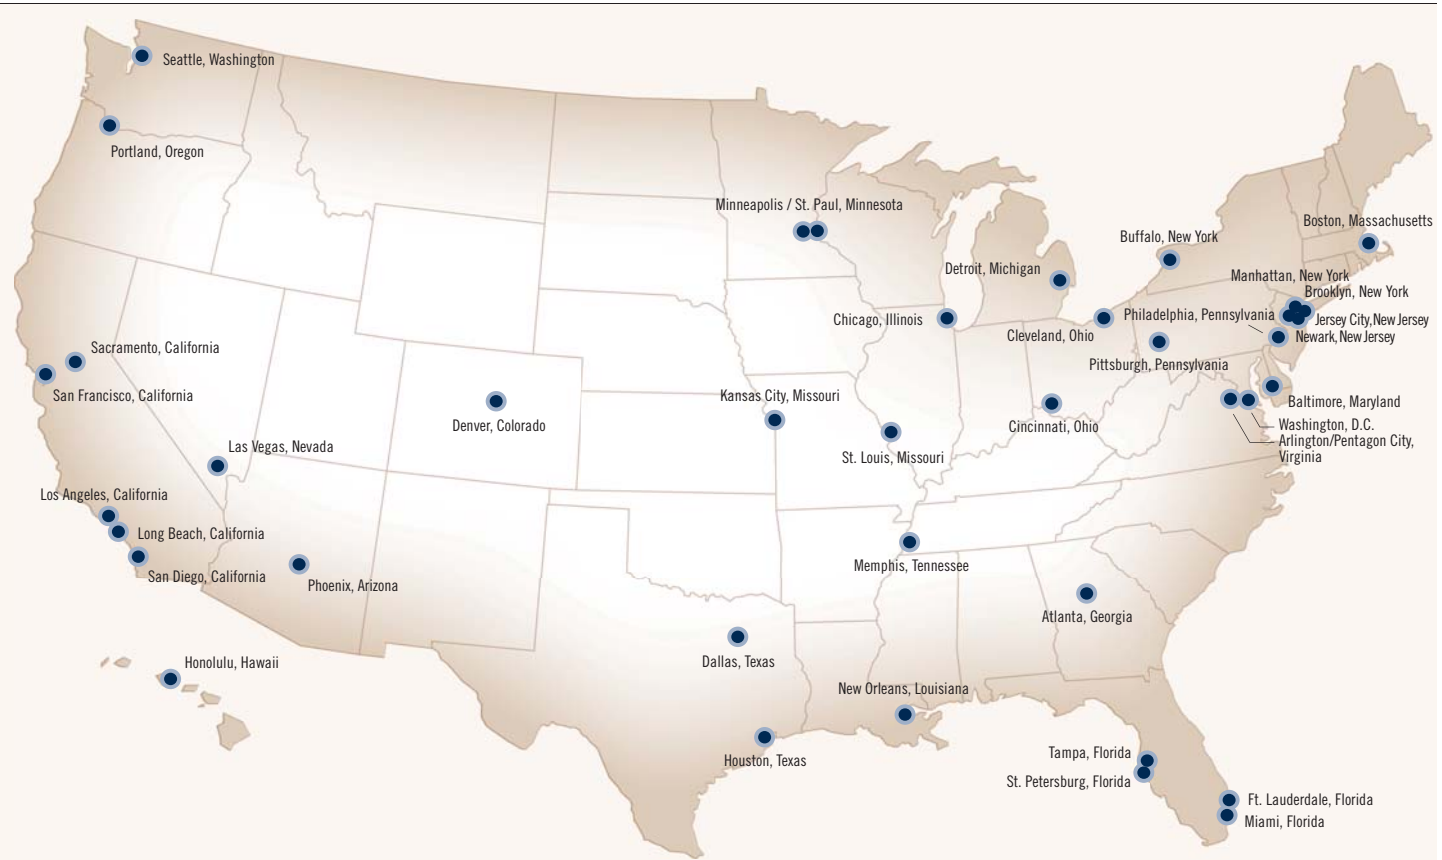 Seattle, Washington
Portland, Oregon
Minneapolis / St. Paul, Minnesota
Boston, Massachusetts
Buffalo, New York
Detroit, Michigan
Manhattan, New York
Brooklyn, New York
Chicago, Illinois
Philadelphia, Pennsylvania
Jersey City, New Jersey
Cleveland, Ohio
Newark, New Jersey
Sacramento, California
Pittsburgh, Pennsylvania
San Francisco, California
Kansas City, Missouri
Baltimore, Maryland
Denver, Colorado
Cincinnati, Ohio
Washington, D.C.
Arlington/Pentagon City,
Virginia
Las Vegas, Nevada
St. Louis, Missouri
Los Angeles, California
Long Beach, California
Memphis, Tennessee
San Diego, California
Phoenix, Arizona
Atlanta, Georgia
Honolulu, Hawaii
Dallas, Texas
New Orleans, Louisiana
Houston, Texas
Tampa, Florida
St. Petersburg, Florida
Ft. Lauderdale, Florida
Miami, Florida